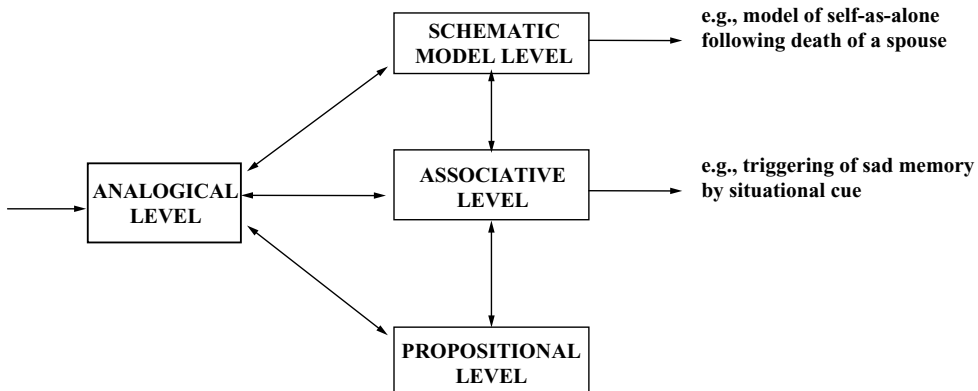 SCHEMATIC
MODEL LEVEL
e.g., model of self-as-alone
following death of a spouse
ANALOGICAL
LEVEL
ASSOCIATIVE
LEVEL
e.g., triggering of sad memory
by situational cue
PROPOSITIONAL
LEVEL